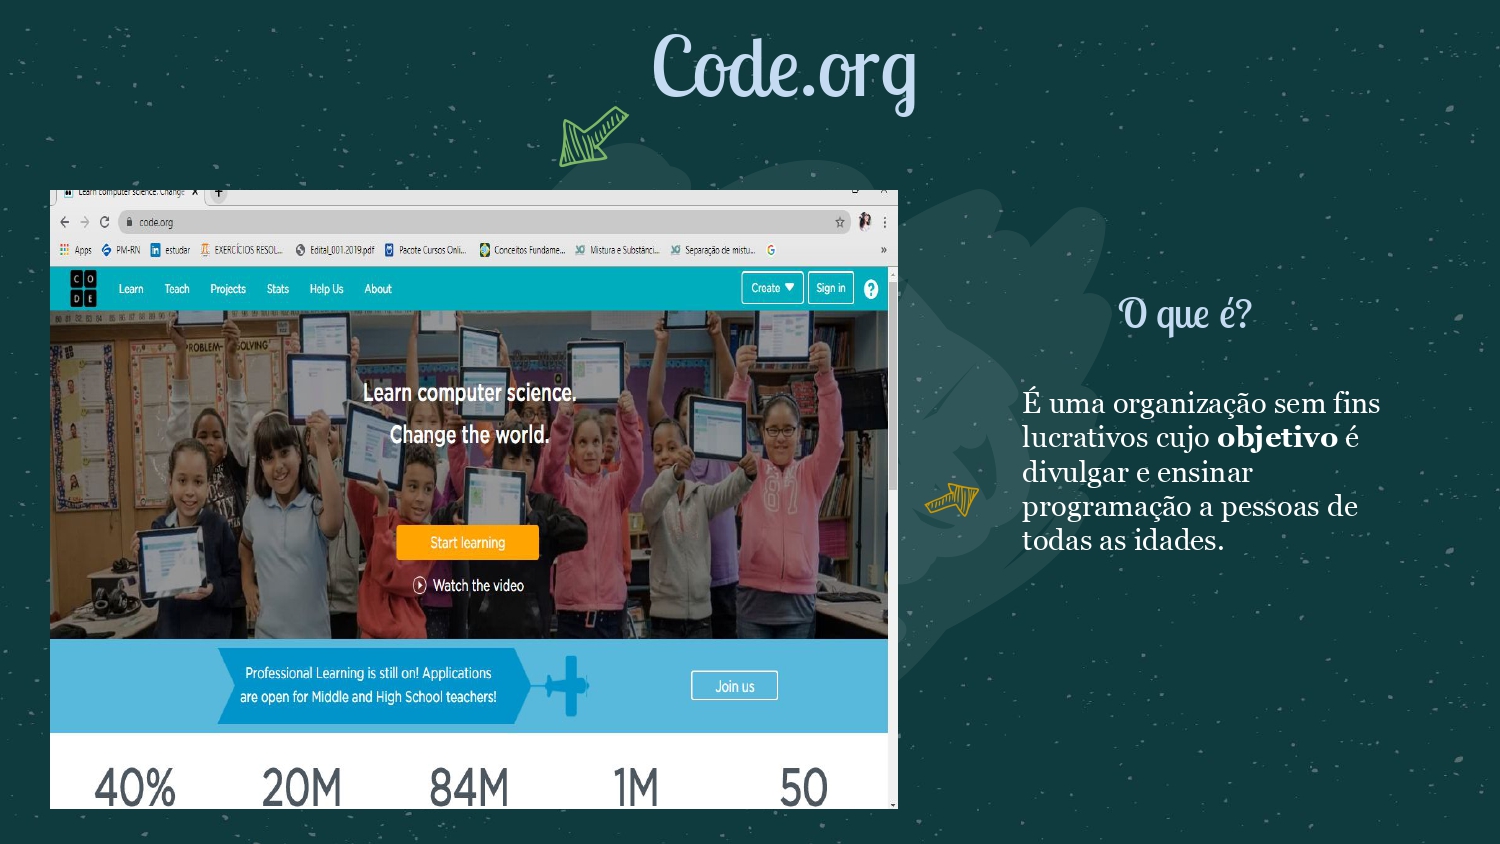 Code.org
Learn computer science. Change
code.org
Apps PM-RN estudar EXERCÍCIOS RESOL... Edital_001.2019.pdf Pacote Cursos Onli... Conceitos Fundame... Mistura e Substânci... Separação de mistu... »
CODE Learn Teach Projects Stats Help Us About Create Sign in ?
PROBLEM-SOLVING
Learn computer science.
Change the world.
Start learning
Watch the video
Professional Learning is still on! Applications
are open for Middle and High School teachers!
Join us
40% 20M 84M 1M 50
O que é?
É uma organização sem fins
lucrativos cujo objetivo é
divulgar e ensinar
programação a pessoas de
todas as idades.